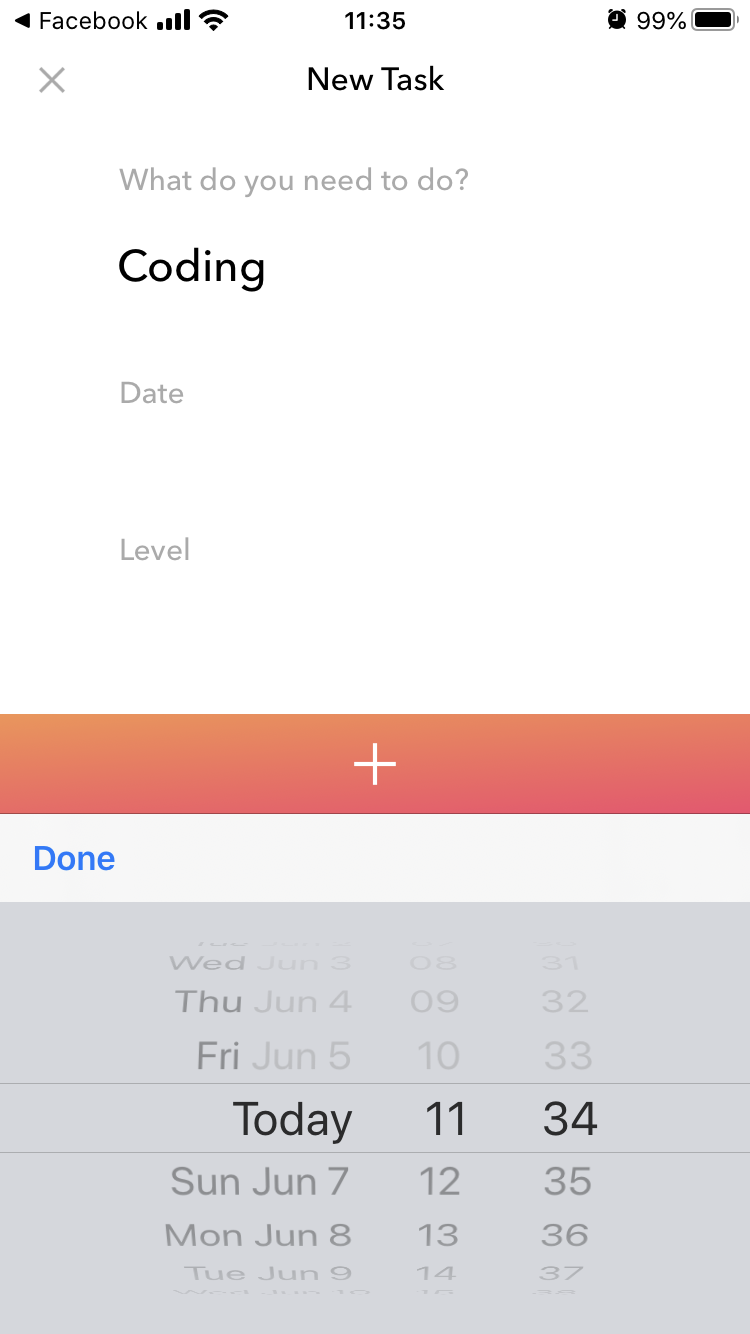 Facebook 11:35 99%
New Task
What do you need to do?
Coding
Date
Level
Done
Wed Jun 3 08 31
Thu Jun 4 09 32
Fri Jun 5 10 33
Today 11 34
Sun Jun 7 12 35
Mon Jun 8 13 36
Tue Jun 9 14 37